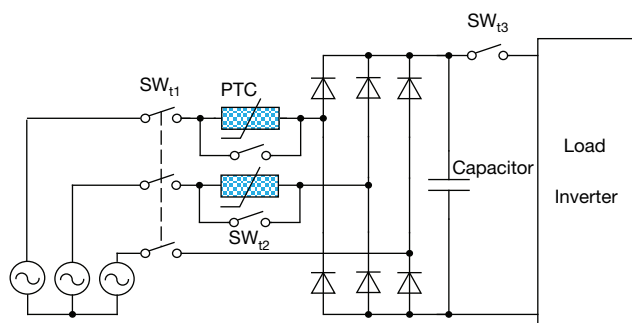 SWt3
SWt1
PTC
Capacitor
Load
Inverter
SWt2